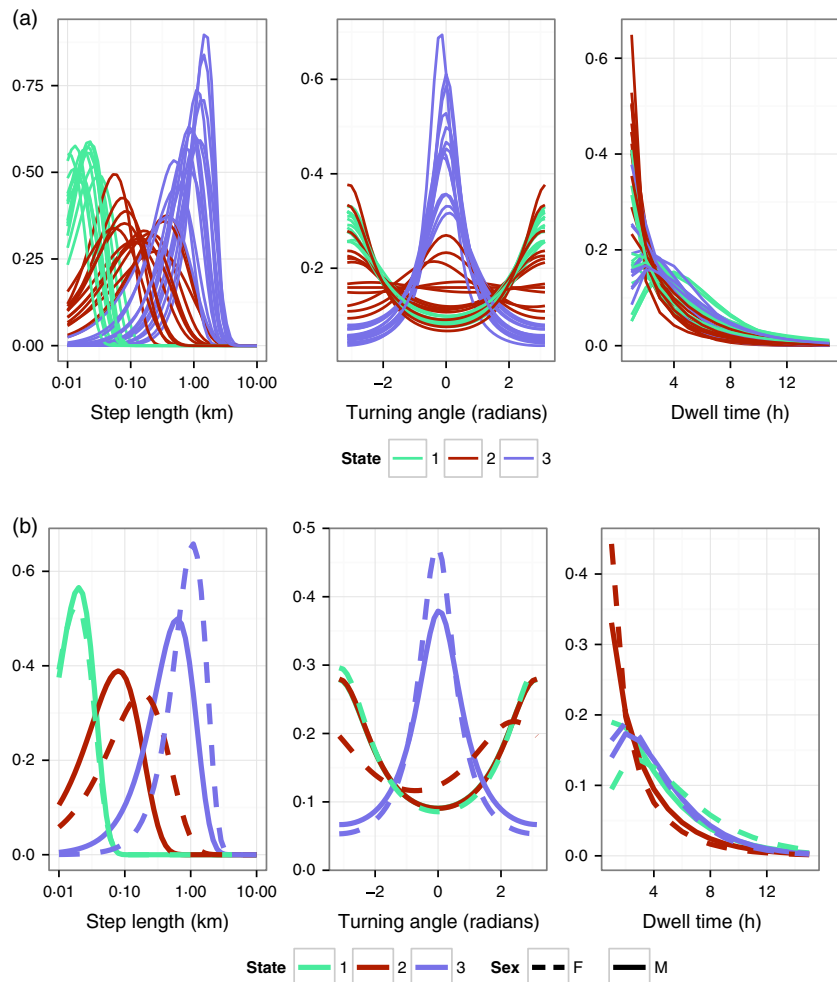 (a)
0·75
0·50
0·25
0·00
0·01 0·10 1·00 10·00
Step length (km)
0·6
0·4
0·2
−2 0 2
Turning angle (radians)
0·6
0·4
0·2
0·0
4 8 12
Dwell time (h)
State 1 2 3
(b)
0·6
0·4
0·2
0·0
0·01 0·10 1·00 10·00
Step length (km)
0·5
0·4
0·3
0·2
0·1
0·0
−2 0 2
Turning angle (radians)
0·4
0·3
0·2
0·1
0·0
4 8 12
Dwell time (h)
State 1 2 3 Sex F M